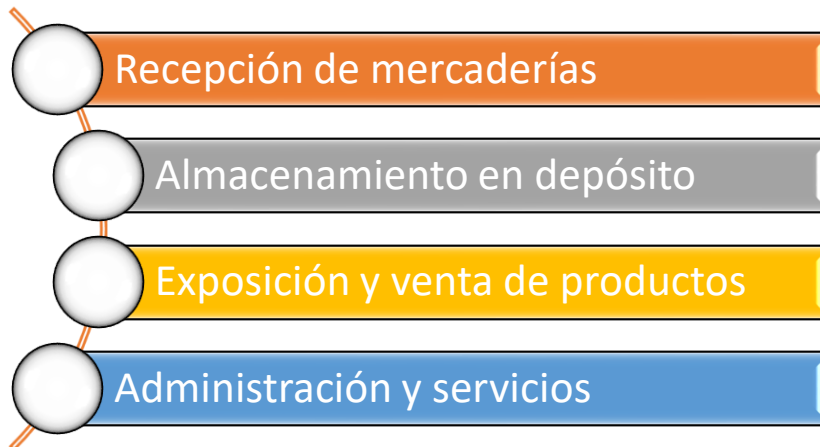 Recepción de mercaderías
Almacenamiento en depósito
Exposición y venta de productos
Administración y servicios